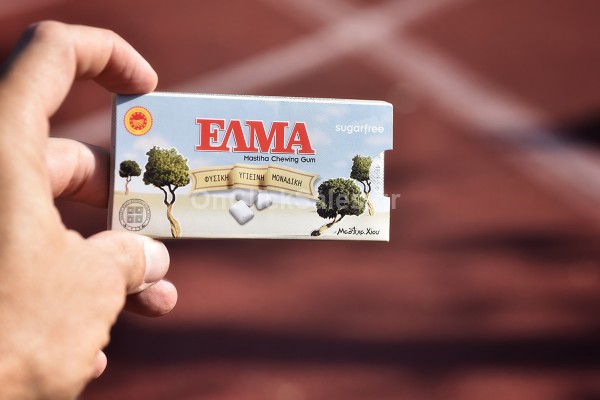 ΕΛΜΑ
sugarfree
Mastiha Chewing Gum
ΦΥΣΙΚΗ ΥΓΙΕΙΝΗ ΜΟΝΑΔΙΚΗ
Μαστίχα Χίου